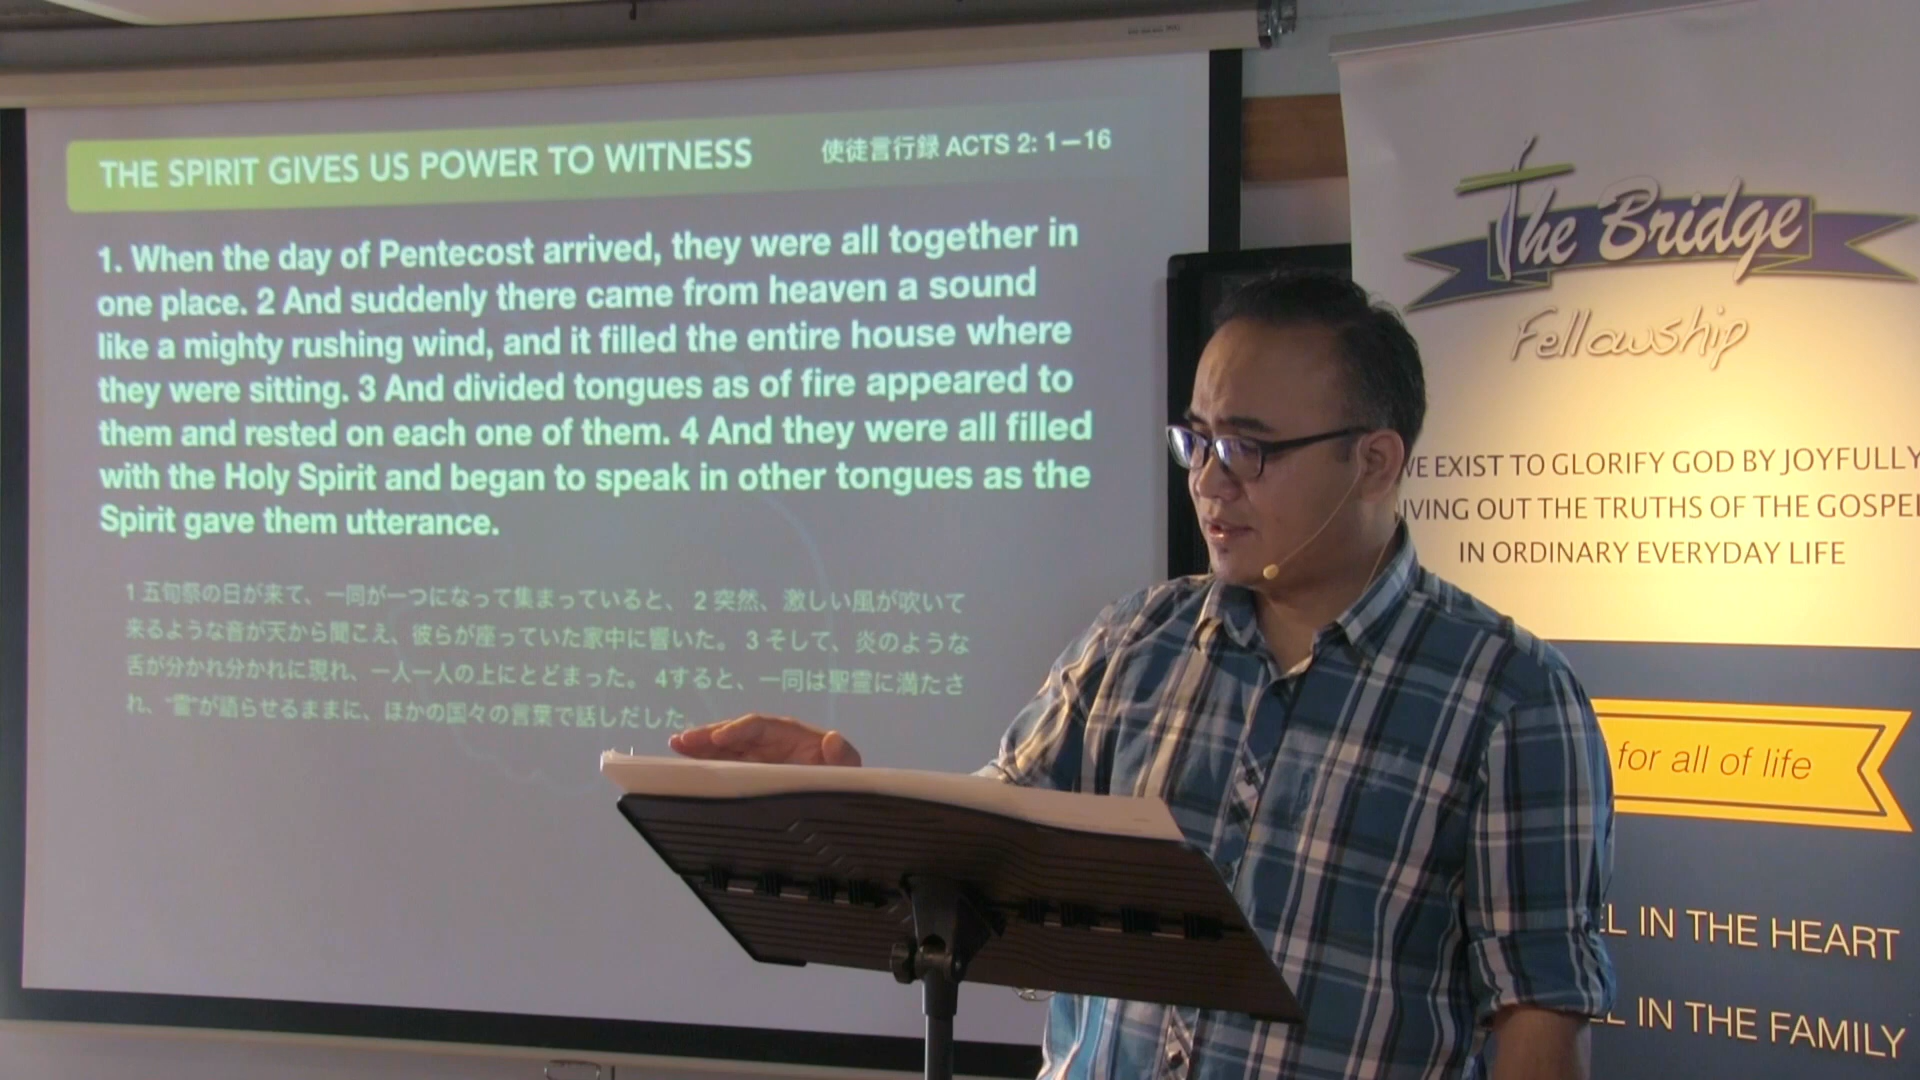 THE SPIRIT GIVES US POWER TO WITNESS
使徒言行録 ACTS 2: 1—16
1. When the day of Pentecost arrived, they were all together in
one place. 2 And suddenly there came from heaven a sound
like a mighty rushing wind, and it filled the entire house where
they were sitting. 3 And divided tongues as of fire appeared to
them and rested on each one of them. 4 And they were all filled
with the Holy Spirit and began to speak in other tongues as the
Spirit gave them utterance.
1 五旬祭の日が来て、一同が一つになって集まっていると、 2 突然、激しい風が吹いて
来るような音が天から聞こえ、彼らが座っていた家中に響いた。 3 そして、炎のような
舌が分かれ分かれに現れ、一人一人の上にとどまった。 4すると、一同は聖霊に満たさ
れ、“霊”が語らせるままに、ほかの国々の言葉で話しだした。
The Bridge
Fellowship
WE EXIST TO GLORIFY GOD BY JOYFULLY
IVING OUT THE TRUTHS OF THE GOSPEL
IN ORDINARY EVERYDAY LIFE
for all of life
EL IN THE HEART
EL IN THE FAMILY